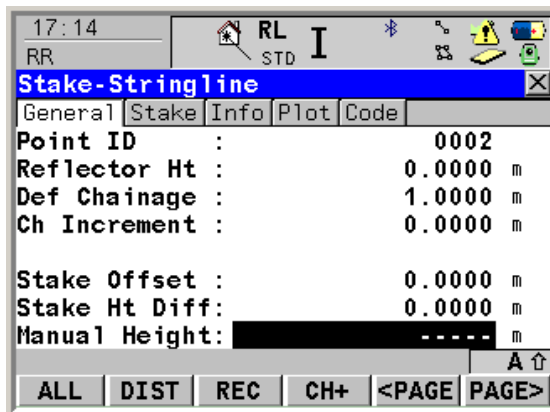 17:14
RR
RL
STD
I
Stake-Stringline
General Stake Info Plot Code
Point ID : 0002
Reflector Ht : 0.0000 m
Def Chainage : 1.0000 m
Ch Increment : 0.0000 m
Stake Offset : 0.0000 m
Stake Ht Diff: 0.0000 m
Manual Height: ----- m
A
ALL DIST REC CH+ <PAGE PAGE>